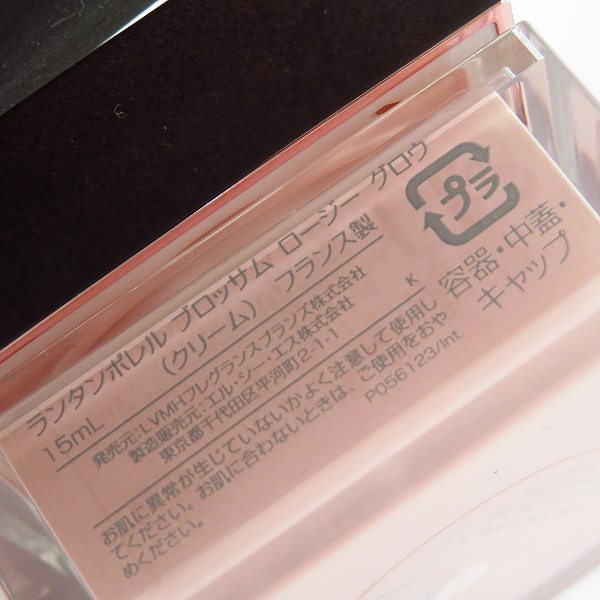 ランタンポレル ブロッサム ロージー グロウ
(クリーム) フランス製
15mL
発売元:LVMHフレグランスブランズ株式会社
製造販売元:エル・シー・エス株式会社
東京都千代田区平河町2-1-1
K
お肌に異常が生じていないかよく注意して使用し
てください。お肌に合わないときは、ご使用をおや
めください。
P056123/Int
プラ
容器・中蓋・
キャップ